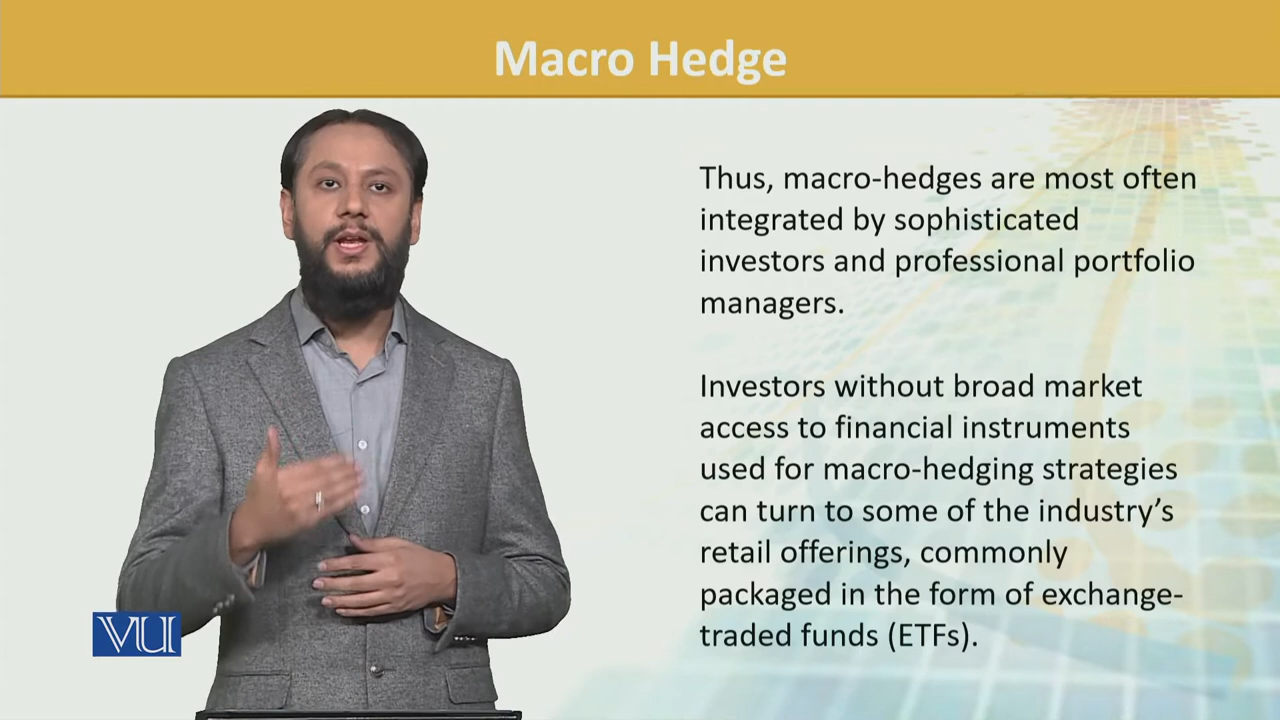 Macro Hedge
Thus, macro-hedges are most often
integrated by sophisticated
investors and professional portfolio
managers.
Investors without broad market
access to financial instruments
used for macro-hedging strategies
can turn to some of the industry’s
retail offerings, commonly
packaged in the form of exchange-
traded funds (ETFs).
VU